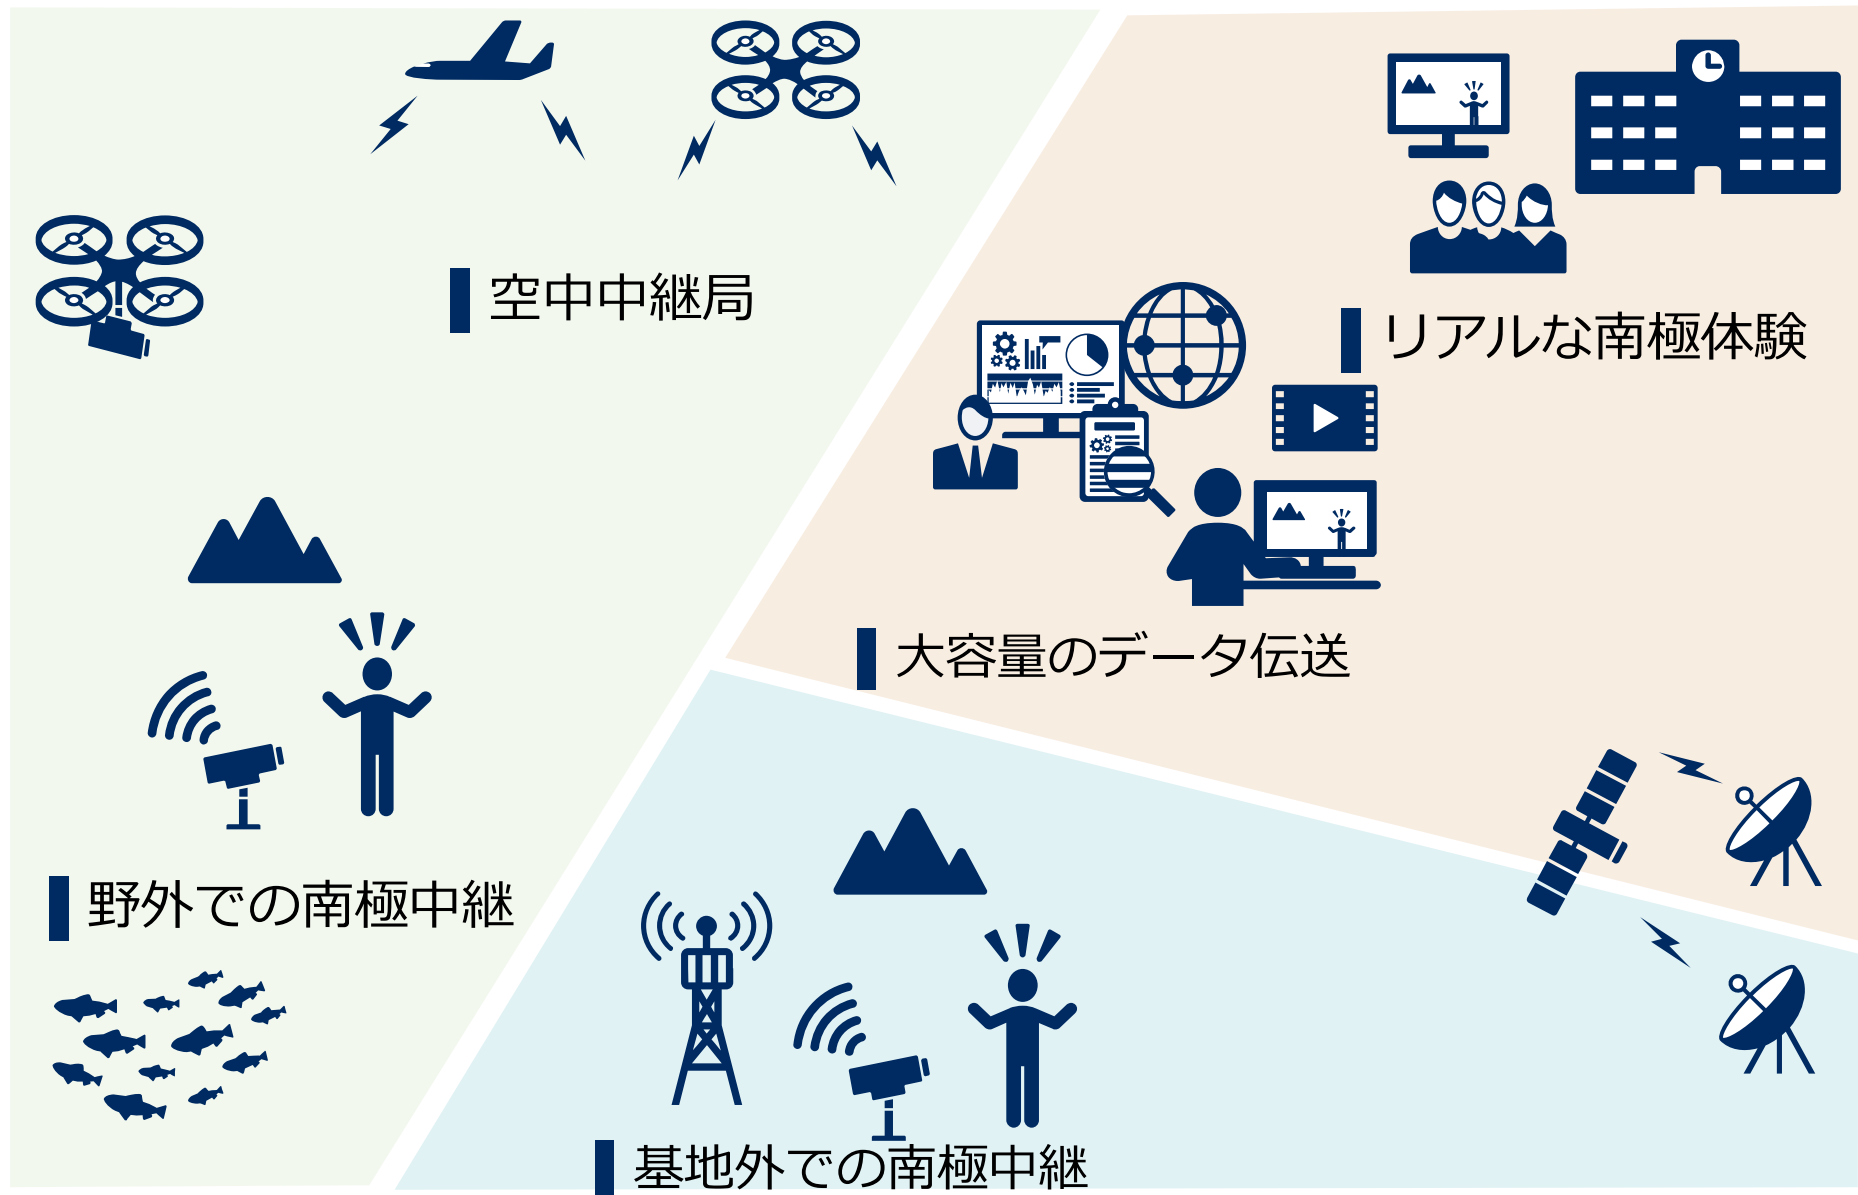 空中中継局
リアルな南極体験
大容量のデータ伝送
野外での南極中継
基地外での南極中継